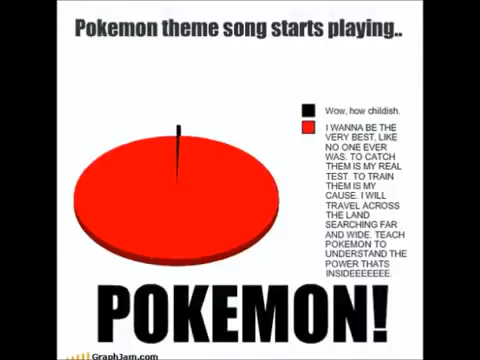 Pokemon theme song starts playing..
Wow, how childish.
I WANNA BE THE
VERY BEST, LIKE
NO ONE EVER
WAS. TO CATCH
THEM IS MY REAL
TEST. TO TRAIN
THEM IS MY
CAUSE. I WILL
TRAVEL ACROSS
THE LAND
SEARCHING FAR
AND WIDE. TEACH
POKEMON TO
UNDERSTAND THE
POWER THATS
INSIDEEEEEEE.
POKEMON!
GraphJam.com